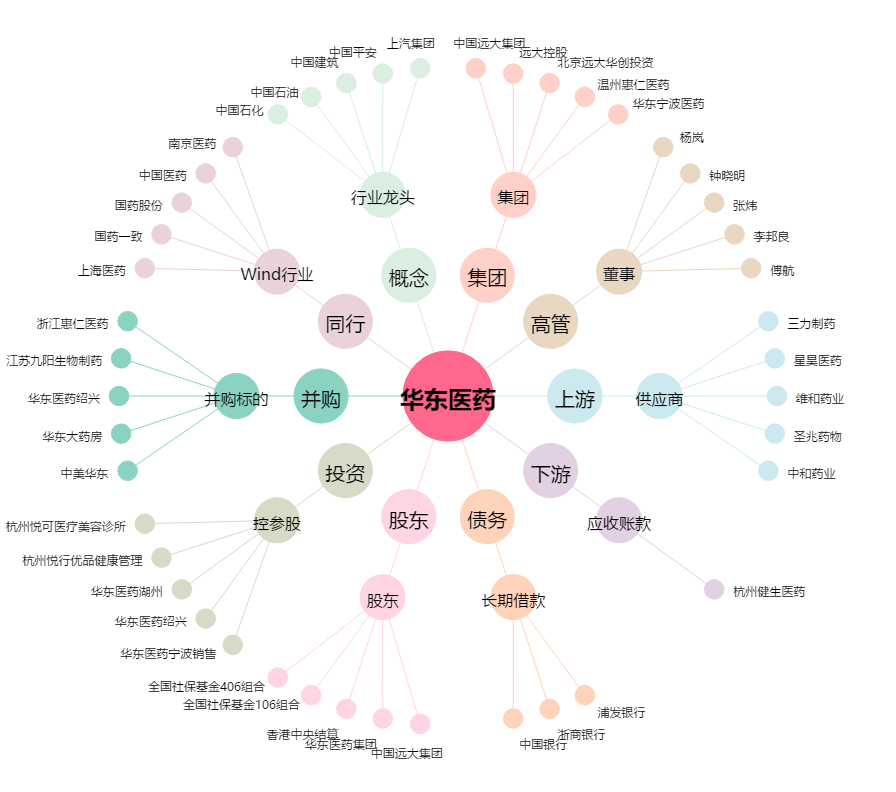 上汽集团
中国平安
中国建筑
中国石油
中国石化
行业龙头
概念
中国远大集团
远大控股
北京远大华创投资
温州惠仁医药
华东宁波医药
集团
集团
杨岚
钟晓明
张炜
李邦良
傅航
董事
高管
南京医药
中国医药
国药股份
国药一致
上海医药
Wind行业
同行
浙江惠仁医药
江苏九阳生物制药
华东医药绍兴
华东大药房
中美华东
并购标的
并购
华东医药
上游
供应商
三力制药
星昊医药
维和药业
圣兆药物
中和药业
投资
控参股
杭州悦可医疗美容诊所
杭州悦行优品健康管理
华东医药湖州
华东医药绍兴
华东医药宁波销售
下游
应收账款
杭州健生医药
股东
股东
全国社保基金406组合
全国社保基金106组合
香港中央结算
华东医药集团
中国远大集团
债务
长期借款
浦发银行
浙商银行
中国银行